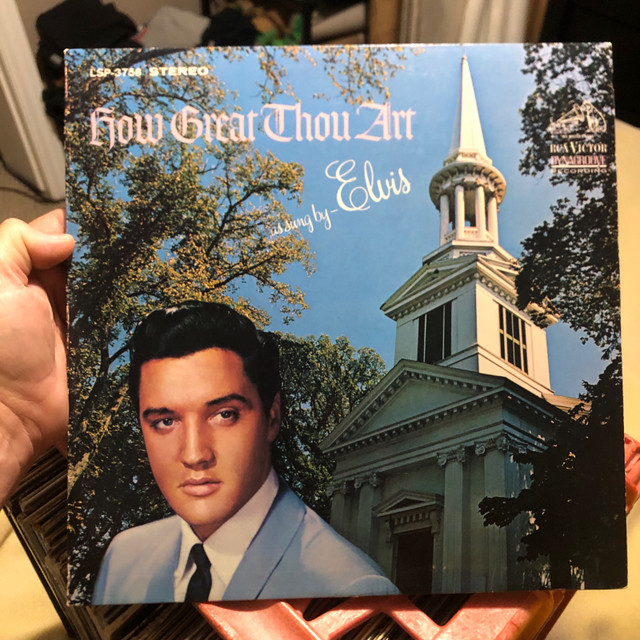 LSP-3758 STEREO
How Great Thou Art
as sung by-Elvis
RCA VICTOR
DYNAGROOVE
RECORDING